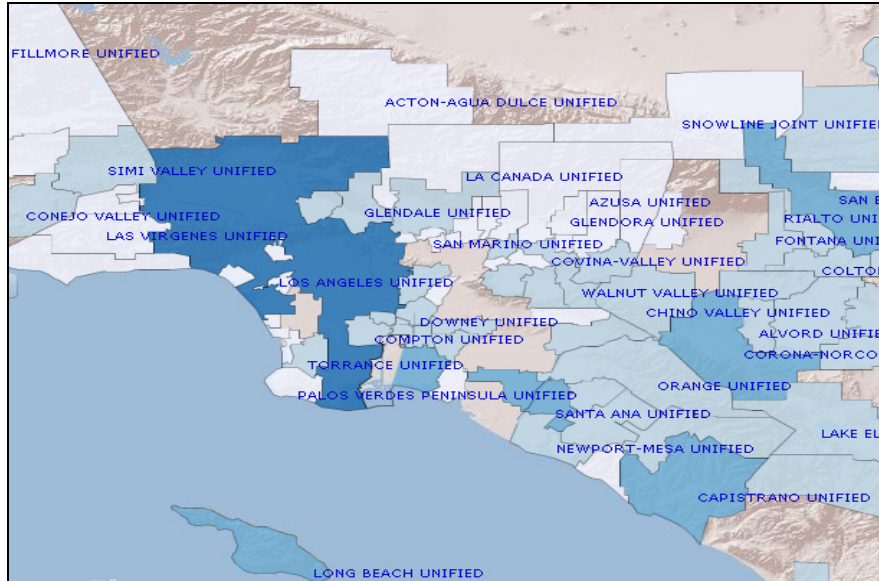 FILLMORE UNIFIED
ACTON-AGUA DULCE UNIFIED
SNOWLINE JOINT UNIFIE
SIMI VALLEY UNIFIED
LA CANADA UNIFIED
CONEJO VALLEY UNIFIED
GLENDALE UNIFIED
AZUSA UNIFIED
SAN B
GLENDORA UNIFIED
RIALTO UNI
LAS VIRGENES UNIFIED
SAN MARINO UNIFIED
FONTANA UNIF
COVINA-VALLEY UNIFIED
COLTO
LOS ANGELES UNIFIED
WALNUT VALLEY UNIFIED
CHINO VALLEY UNIFIED
DOWNEY UNIFIED
ALVORD UNIFIE
COMPTON UNIFIED
CORONA-NORCO
TORRANCE UNIFIED
ORANGE UNIFIED
PALOS VERDES PENINSULA UNIFIED
SANTA ANA UNIFIED
LAKE EL
NEWPORT-MESA UNIFIED
CAPISTRANO UNIFIED
LONG BEACH UNIFIED